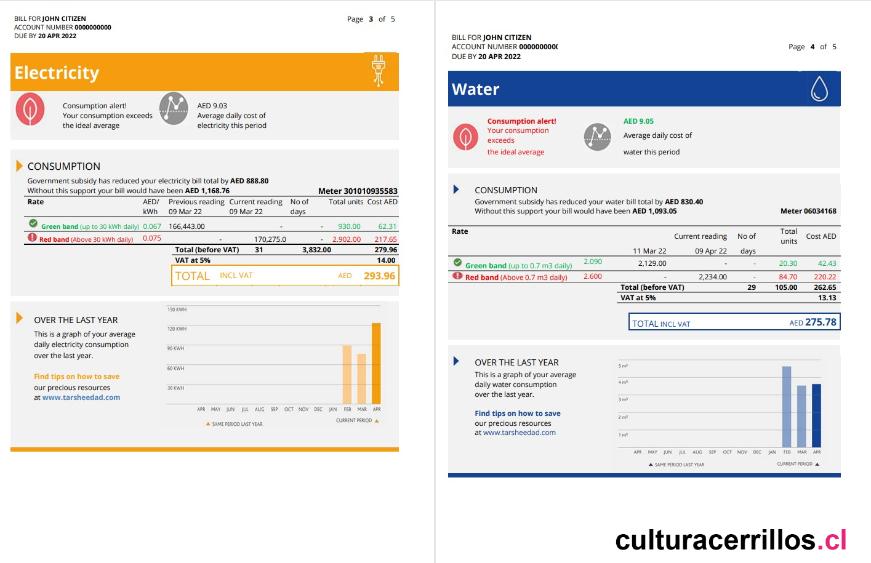 BILL FOR JOHN CITIZEN
ACCOUNT NUMBER 0000000000
DUE BY 20 APR 2022
Page 3 of 5
Electricity
Consumption alert!
Your consumption exceeds
the ideal average
AED 9.03
Average daily cost of
electricity this period
CONSUMPTION
Government subsidy has reduced your electricity bill total by AED 888.80
Without this support your bill would have been AED 1,168.76
Meter 301010935583
Rate AED/ kWh Previous reading 09 Mar 22 Current reading 09 Mar 22 No of days Total units Cost AED
Green band (up to 30 kWh daily) 0.067 166,443.00 - - 930.00 62.31
Red band (Above 30 kWh daily) 0.075 - 170,275.0 - 2,902.00 217.65
Total (before VAT) 31 3,832.00 279.96
VAT at 5% 14.00
TOTAL INCL VAT AED 293.96
OVER THE LAST YEAR
This is a graph of your average
daily electricity consumption
over the last year.
Find tips on how to save
our precious resources
at www.tarsheedad.com
150 KWH
120 KWH
90 KWH
60 KWH
30 KWH
APR MAY JUN JUL AUG SEP OCT NOV DEC JAN FEB MAR APR
▲ SAME PERIOD LAST YEAR
CURRENT PERIOD ▲
BILL FOR JOHN CITIZEN
ACCOUNT NUMBER 000000000
DUE BY 20 APR 2022
Page 4 of 5
Water
Consumption alert!
Your consumption
exceeds
the ideal average
AED 9.05
Average daily cost of
water this period
CONSUMPTION
Government subsidy has reduced your water bill total by AED 830.40
Without this support your bill would have been AED 1,093.05
Meter 06034168
Rate 11 Mar 22 Current reading 09 Apr 22 No of days Total units Cost AED
Green band (up to 0.7 m3 daily) 2.090 2,129.00 - - 20.30 42.43
Red band (Above 0.7 m3 daily) 2.600 - 2,234.00 - 84.70 220.22
Total (before VAT) 29 105.00 262.65
VAT at 5% 13.13
TOTAL INCL VAT AED 275.78
OVER THE LAST YEAR
This is a graph of your average
daily water consumption
over the last year.
Find tips on how to save
our precious resources
at www.tarsheedad.com
5 m³
4 m³
3 m³
2 m³
1 m³
APR MAY JUN JUL AUG SEP OCT NOV DEC JAN FEB MAR APR
▲ SAME PERIOD LAST YEAR
CURRENT PERIOD ▲
culturacerrillos.cl